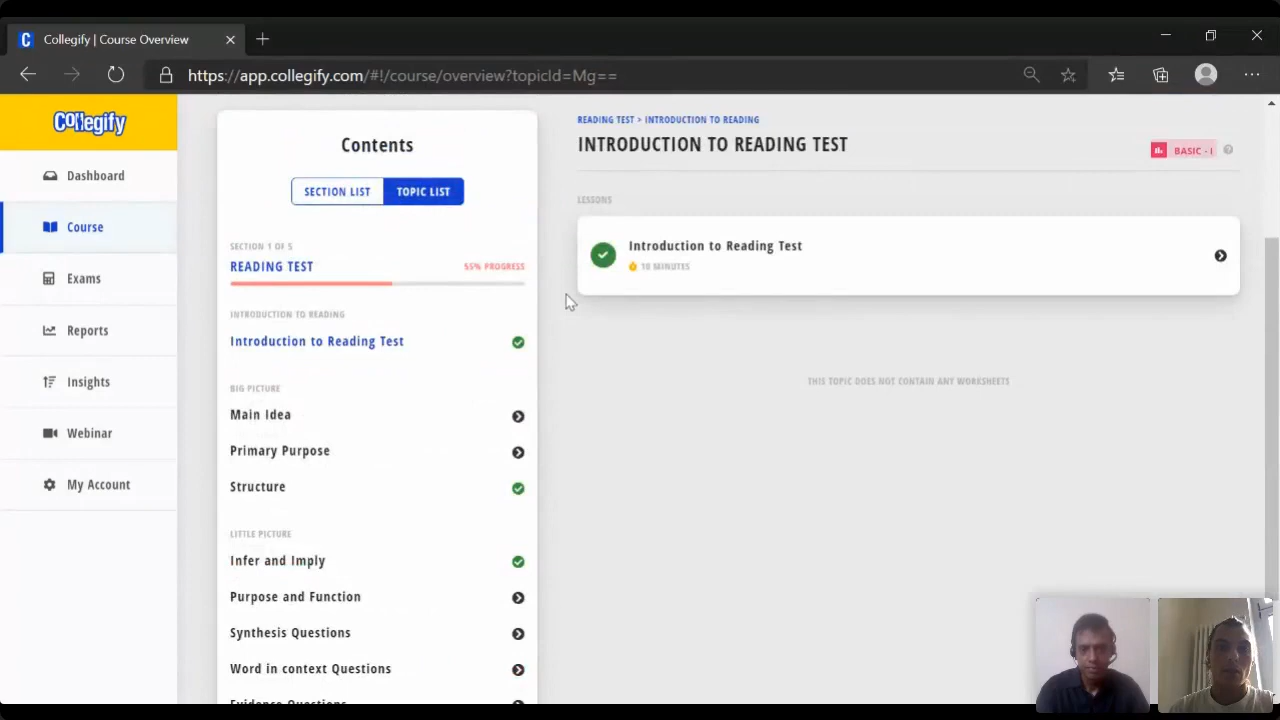 Collegify | Course Overview
https://app.collegify.com/#!/course/overview?topicId=Mg==
Collegify
Dashboard
Course
Exams
Reports
Insights
Webinar
My Account
Contents
SECTION LIST
TOPIC LIST
SECTION 1 OF 5
READING TEST
55% PROGRESS
INTRODUCTION TO READING
Introduction to Reading Test
BIG PICTURE
Main Idea
Primary Purpose
Structure
LITTLE PICTURE
Infer and Imply
Purpose and Function
Synthesis Questions
Word in context Questions
Evidence Questions
READING TEST > INTRODUCTION TO READING
INTRODUCTION TO READING TEST
BASIC - I
LESSONS
Introduction to Reading Test
10 MINUTES
THIS TOPIC DOES NOT CONTAIN ANY WORKSHEETS